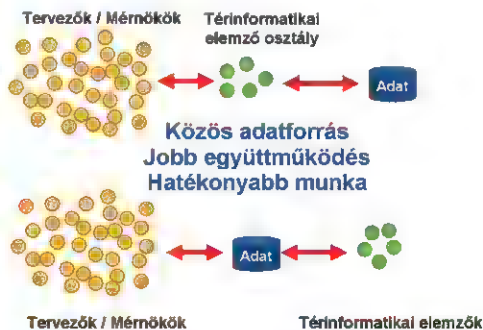 Tervezők / Mérnökök
Térinformatikai
elemző osztály
Adat
Közös adatforrás
Jobb együttműködés
Hatékonyabb munka
Adat
Tervezők / Mérnökök
Térinformatikai elemzők